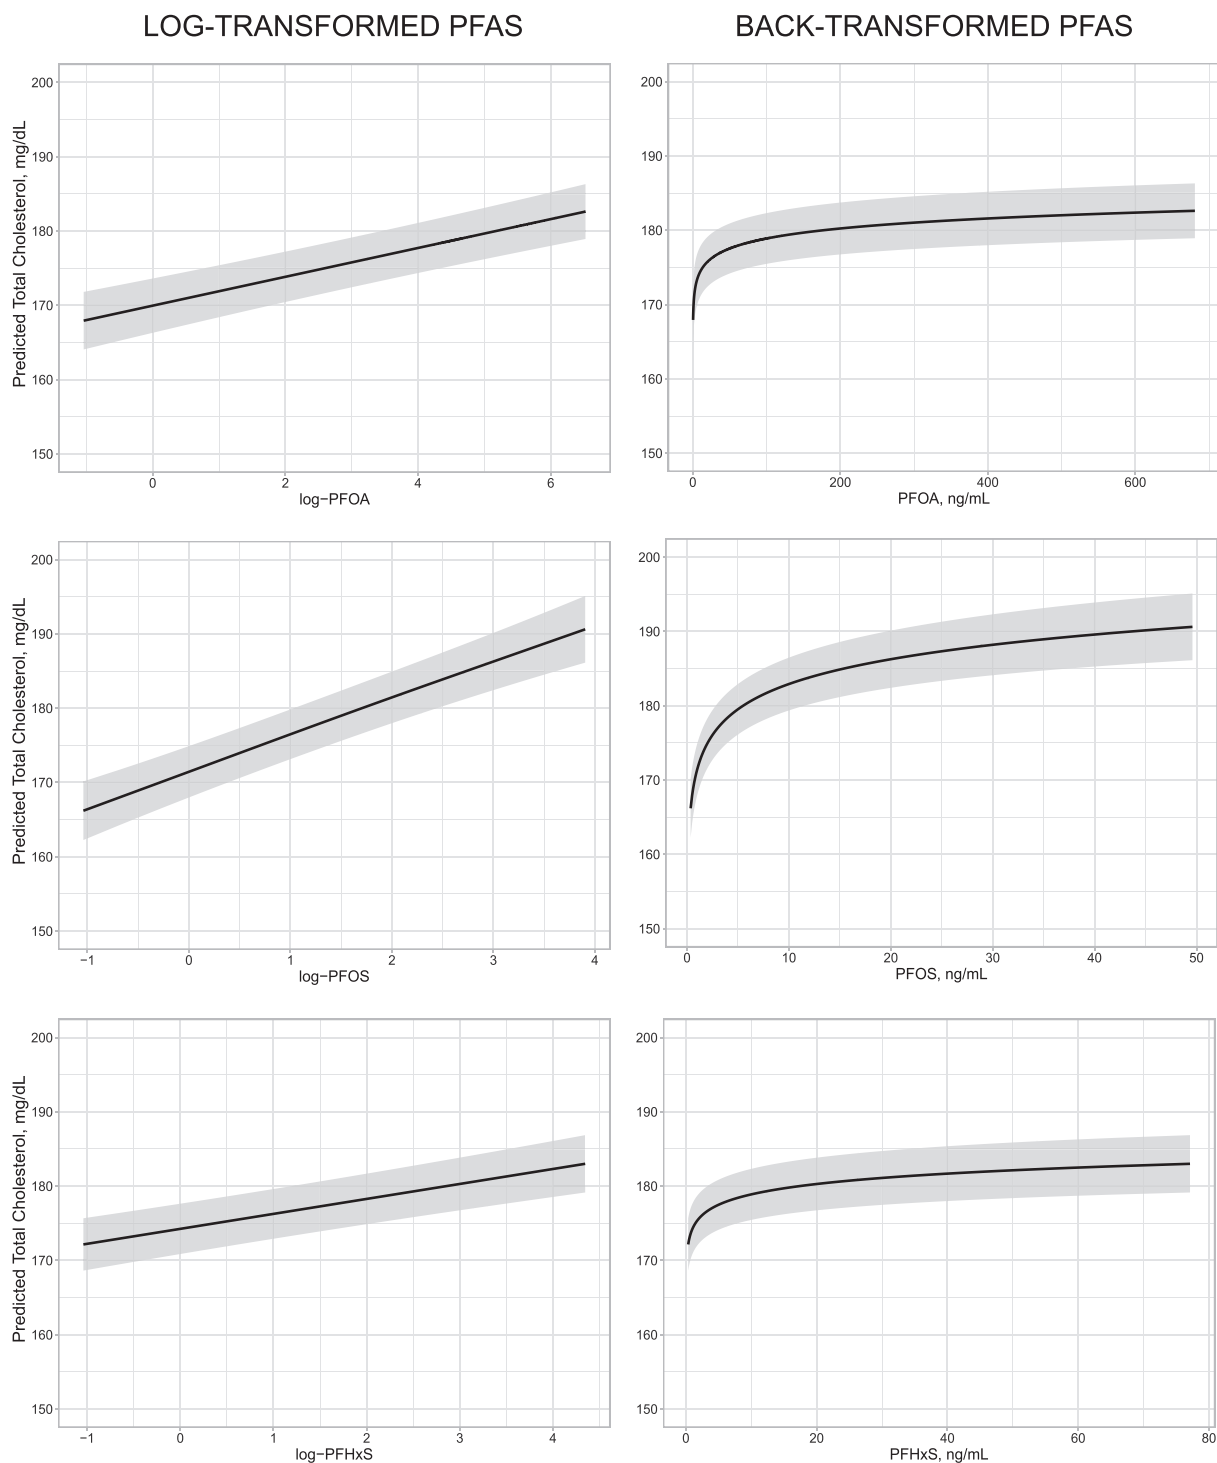 LOG-TRANSFORMED PFAS
BACK-TRANSFORMED PFAS
Predicted Total Cholesterol, mg/dL
200
190
180
170
160
150
0 2 4 6
log−PFOA
200
190
180
170
160
150
0 200 400 600
PFOA, ng/mL
Predicted Total Cholesterol, mg/dL
200
190
180
170
160
150
−1 0 1 2 3 4
log−PFOS
200
190
180
170
160
150
0 10 20 30 40 50
PFOS, ng/mL
Predicted Total Cholesterol, mg/dL
200
190
180
170
160
150
−1 0 1 2 3 4
log−PFHxS
200
190
180
170
160
150
0 20 40 60 80
PFHxS, ng/mL